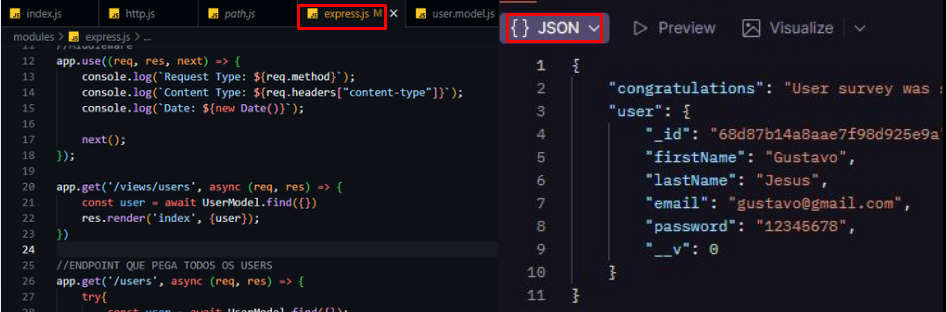 index.js http.js path.js express.js M user.model.js
modules > express.js > ...
11 //Middleware
12 app.use((req, res, next) => {
13 console.log(`Request Type: ${req.method}`);
14 console.log(`Content Type: ${req.headers["content-type"]}`);
15 console.log(`Date: ${new Date()}`);
16
17 next();
18 });
19
20 app.get('/views/users', async (req, res) => {
21 const user = await UserModel.find({})
22 res.render('index', {user});
23 })
24
25 //ENDPOINT QUE PEGA TODOS OS USERS
26 app.get('/users', async (req, res) => {
27 try{
const user = await UserModel.find({});
{} JSON Preview Visualize
1 {
2 "congratulations": "User survey was s
3 "user": {
4 "_id": "68d87b14a8aae7f98d925e9a
5 "firstName": "Gustavo",
6 "lastName": "Jesus",
7 "email": "gustavo@gmail.com",
8 "password": "12345678",
9 "__v": 0
10 }
11 }